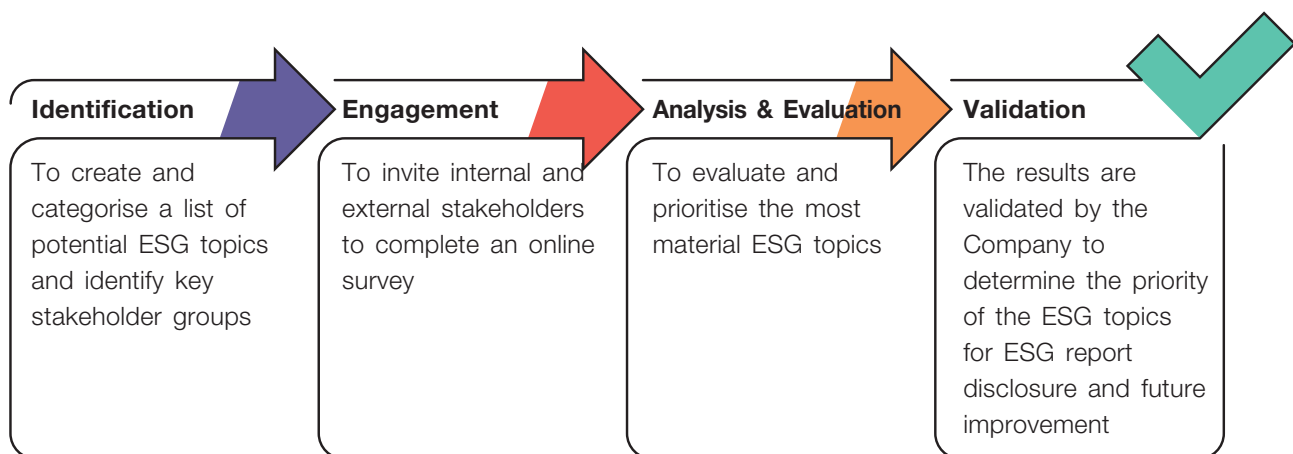 Identification
To create and
categorise a list of
potential ESG topics
and identify key
stakeholder groups
Engagement
To invite internal and
external stakeholders
to complete an online
survey
Analysis & Evaluation
To evaluate and
prioritise the most
material ESG topics
Validation
The results are
validated by the
Company to
determine the priority
of the ESG topics
for ESG report
disclosure and future
improvement